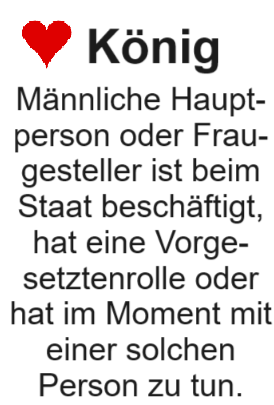 König
Männliche Haupt-
person oder Frau-
gesteller ist beim
Staat beschäftigt,
hat eine Vorge-
setztenrolle oder
hat im Moment mit
einer solchen
Person zu tun.